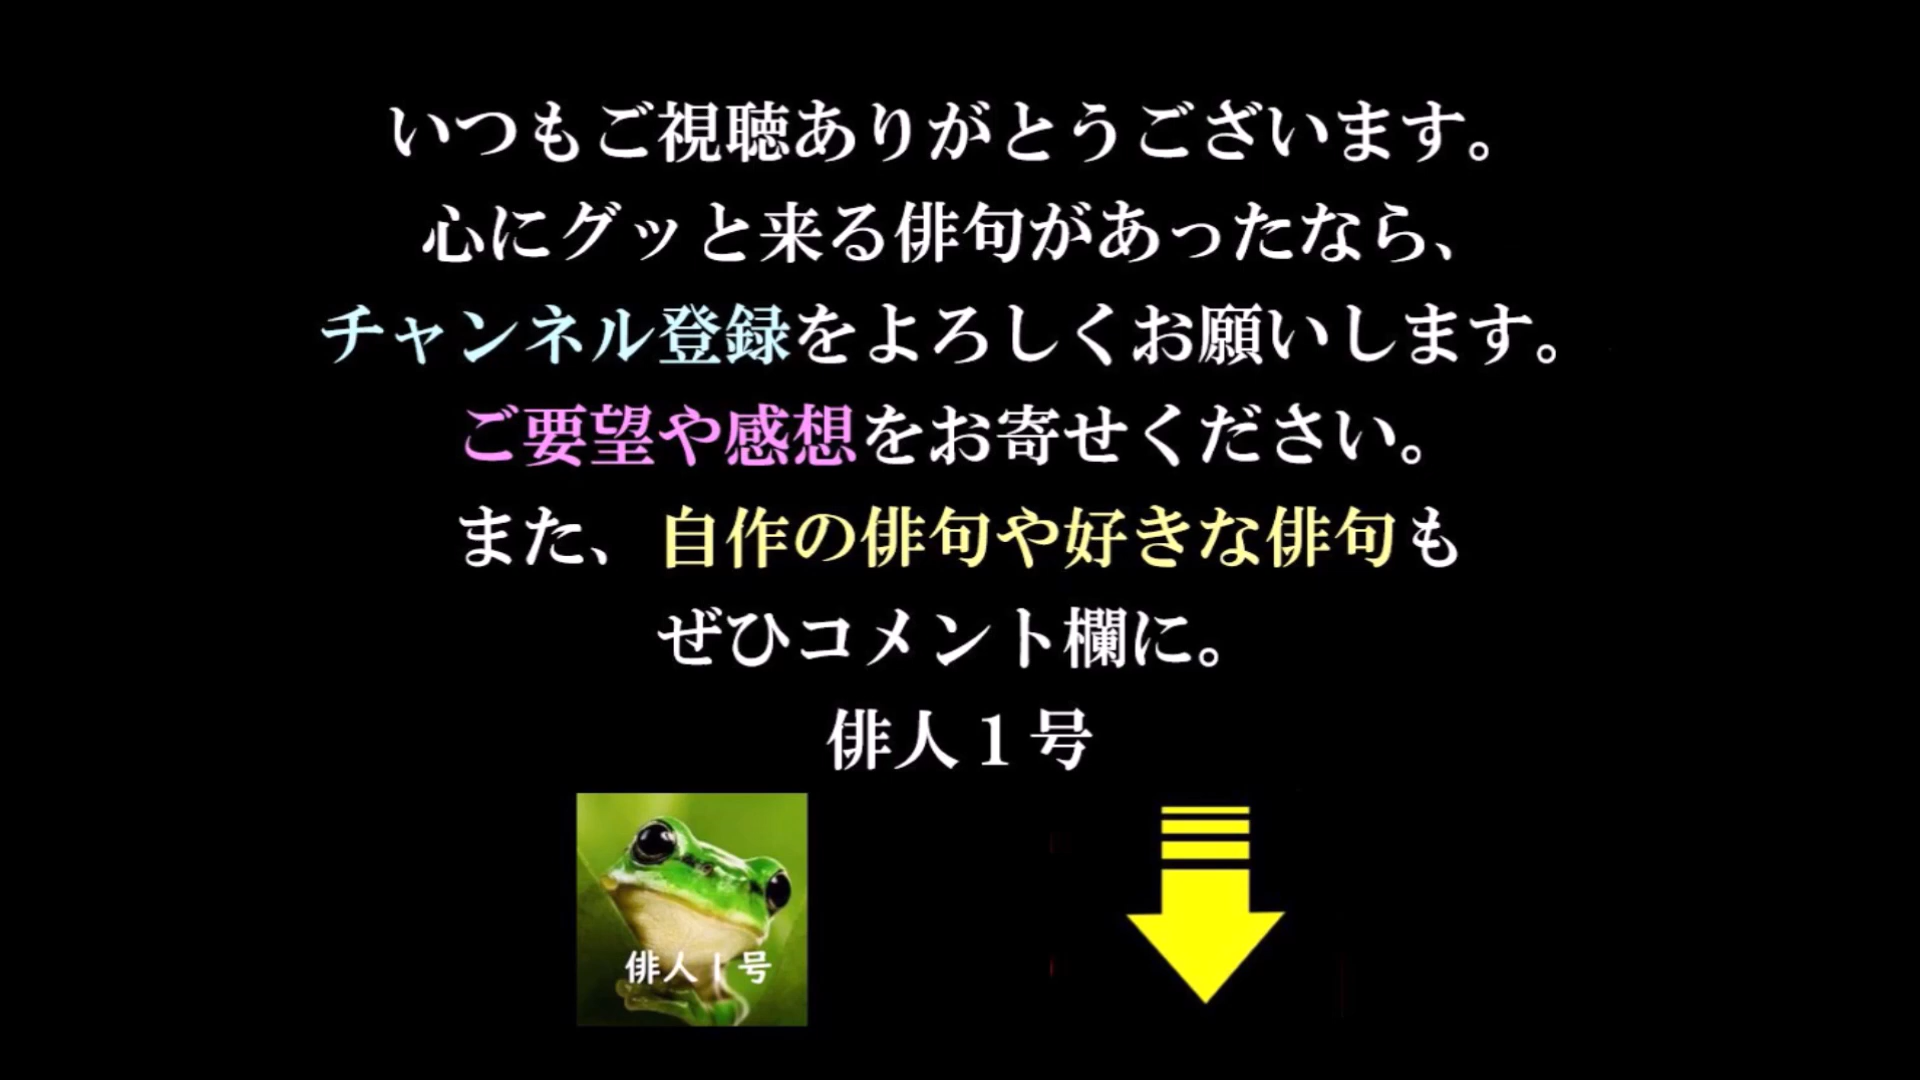 いつもご視聴ありがとうございます。
心にグッと来る俳句があったなら、
チャンネル登録をよろしくお願いします。
ご要望や感想をお寄せください。
また、自作の俳句や好きな俳句も
ぜひコメント欄に。
俳人１号
俳人１号